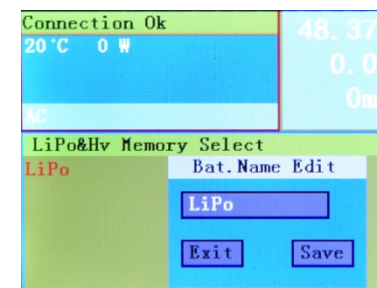 Connection Ok
20°C 0 W
48.37
0.0
0m
AC
LiPo&Hv Memory Select
LiPo
Bat.Name Edit
LiPo
Exit
Save